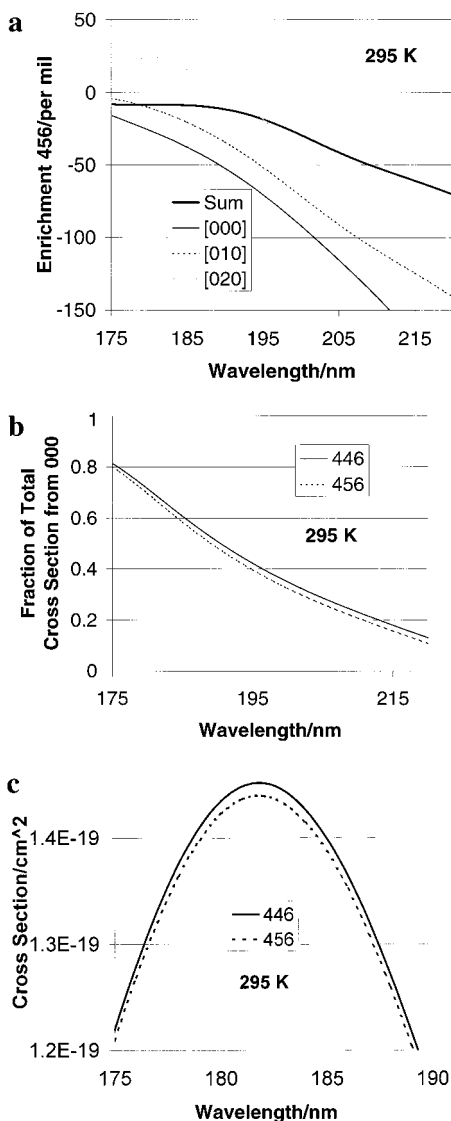 a
50
0
-50
-100
-150
Enrichment 456/per mil
295 K
Sum
[000]
[010]
[020]
175
185
195
205
215
Wavelength/nm
b
1
0.8
0.6
0.4
0.2
0
Fraction of Total
Cross Section from 000
446
456
295 K
175
195
215
Wavelength/nm
c
1.4E-19
1.3E-19
1.2E-19
Cross Section/cm^2
446
456
295 K
175
180
185
190
Wavelength/nm